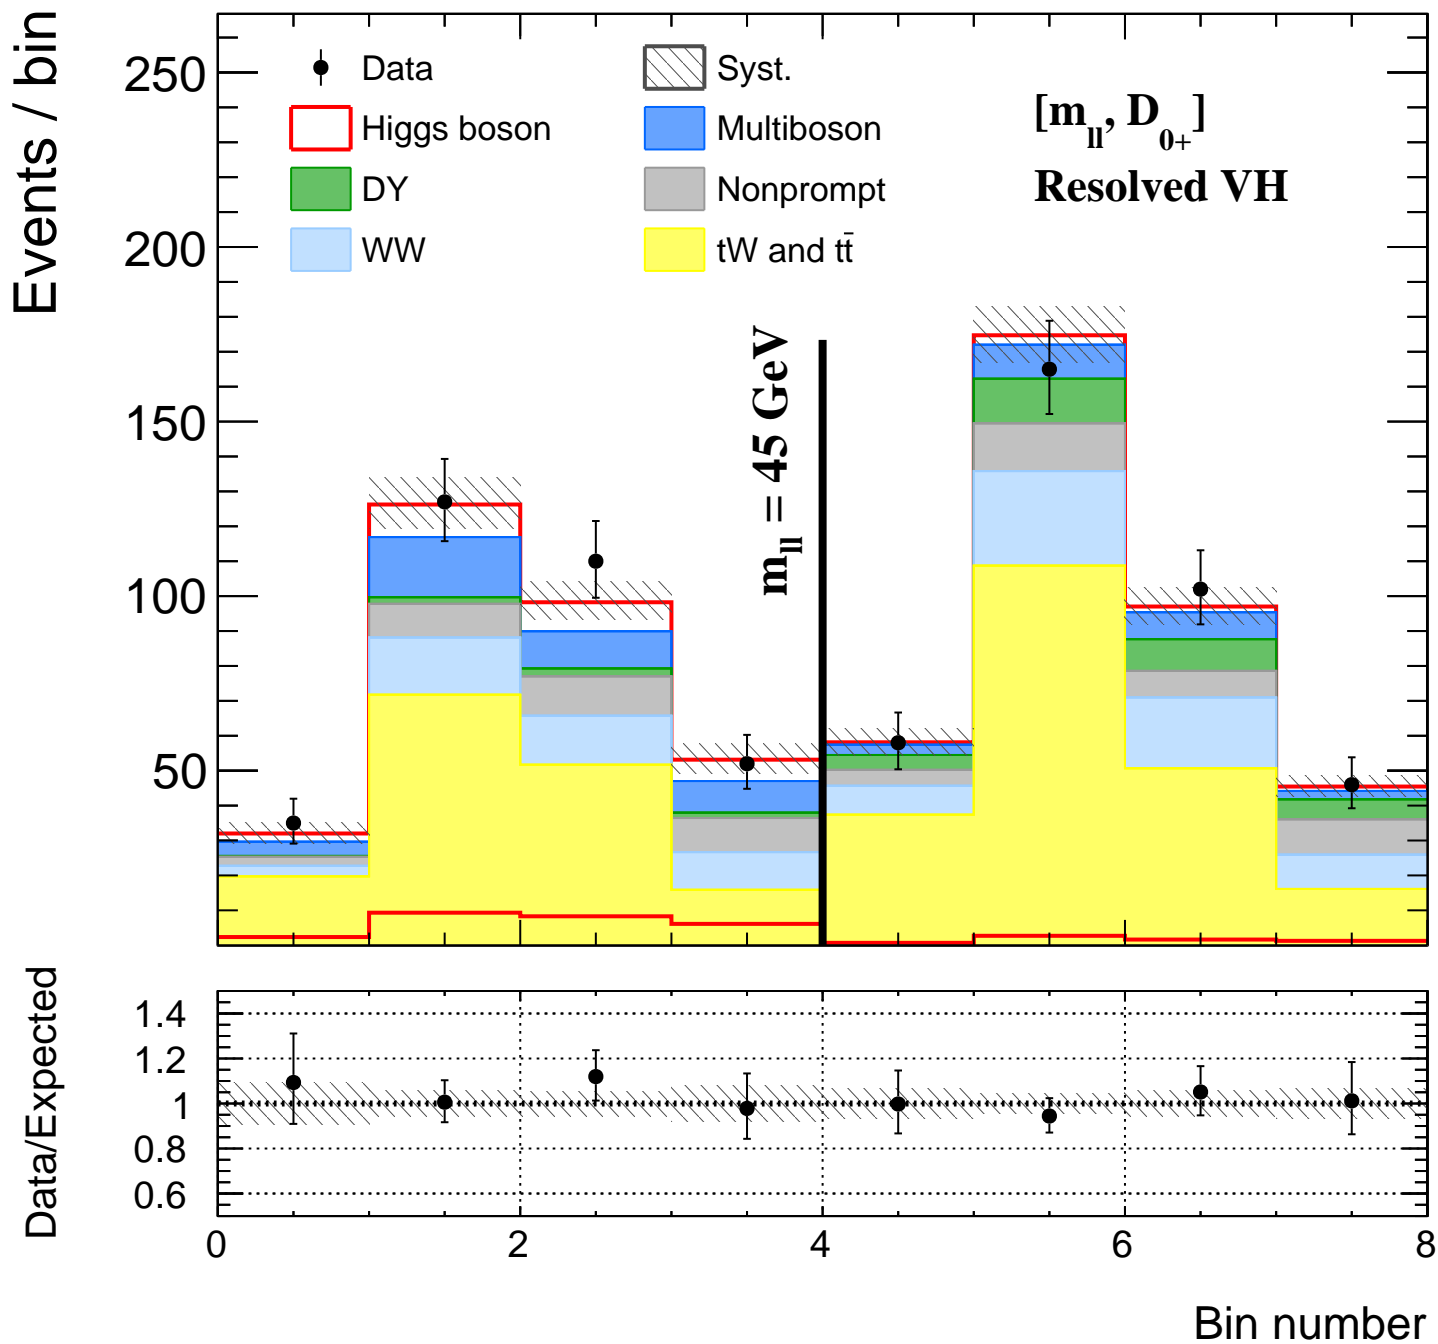 Events / bin
250
200
150
100
50
Data
Syst.
Higgs boson
Multiboson
DY
Nonprompt
WW
tW and tt̄
[m_ll, D_0+]
Resolved VH
m_ll = 45 GeV
Data/Expected
1.4
1.2
1
0.8
0.6
0 2 4 6 8
Bin number